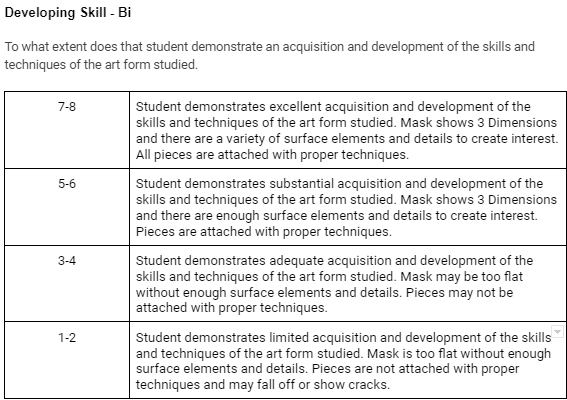 Developing Skill - Bi
To what extent does that student demonstrate an acquisition and development of the skills and
techniques of the art form studied.
7-8
Student demonstrates excellent acquisition and development of the
skills and techniques of the art form studied. Mask shows 3 Dimensions
and there are a variety of surface elements and details to create interest.
All pieces are attached with proper techniques.
5-6
Student demonstrates substantial acquisition and development of the
skills and techniques of the art form studied. Mask shows 3 Dimensions
and there are enough surface elements and details to create interest.
Pieces are attached with proper techniques.
3-4
Student demonstrates adequate acquisition and development of the
skills and techniques of the art form studied. Mask may be too flat
without enough surface elements and details. Pieces may not be
attached with proper techniques.
1-2
Student demonstrates limited acquisition and development of the skills
and techniques of the art form studied. Mask is too flat without enough
surface elements and details. Pieces are not attached with proper
techniques and may fall off or show cracks.